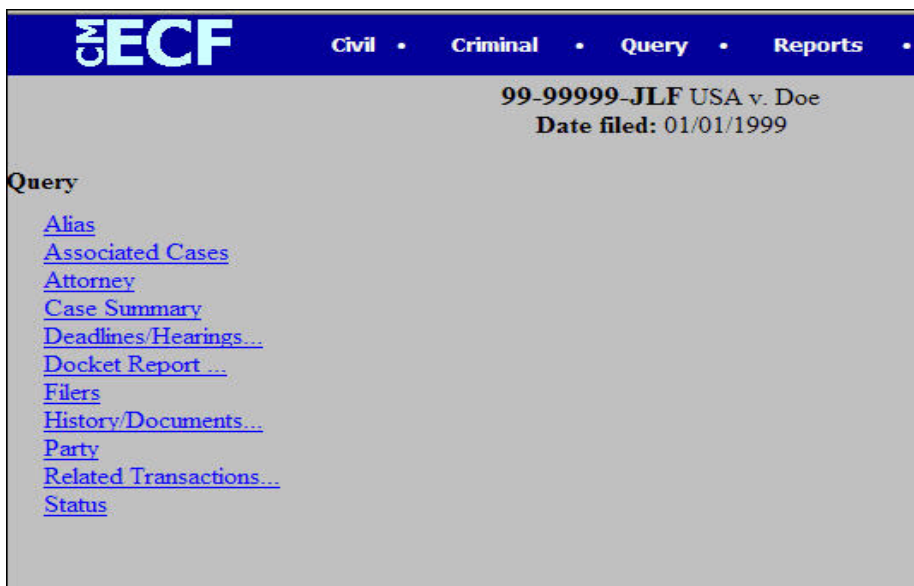 CM ECF Civil • Criminal • Query • Reports •
99-99999-JLF USA v. Doe
Date filed: 01/01/1999
Query
Alias
Associated Cases
Attorney
Case Summary
Deadlines/Hearings...
Docket Report ...
Filers
History/Documents...
Party
Related Transactions...
Status